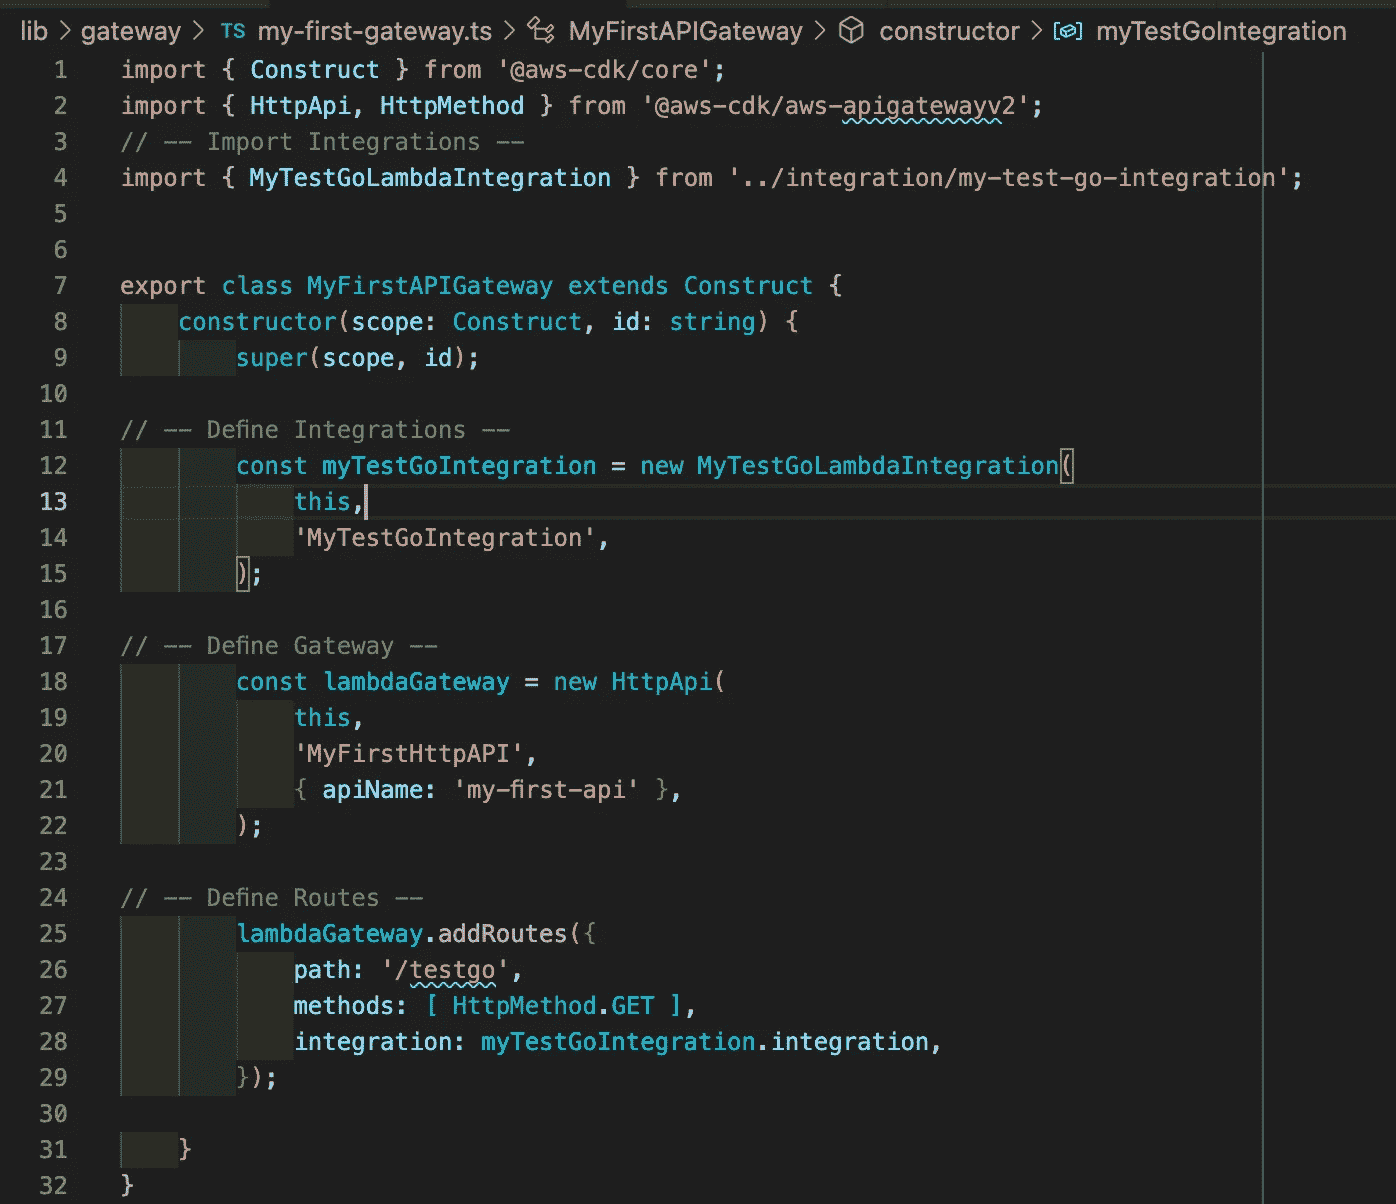 lib > gateway > TS my-first-gateway.ts > MyFirstAPIGateway > constructor > myTestGoIntegration
1 import { Construct } from '@aws-cdk/core';
2 import { HttpApi, HttpMethod } from '@aws-cdk/aws-apigatewayv2';
3 // -- Import Integrations --
4 import { MyTestGoLambdaIntegration } from '../integration/my-test-go-integration';
5
6
7 export class MyFirstAPIGateway extends Construct {
8     constructor(scope: Construct, id: string) {
9         super(scope, id);
10
11 // -- Define Integrations --
12         const myTestGoIntegration = new MyTestGoLambdaIntegration(
13             this,
14             'MyTestGoIntegration',
15         );
16
17 // -- Define Gateway --
18         const lambdaGateway = new HttpApi(
19             this,
20             'MyFirstHttpAPI',
21             { apiName: 'my-first-api' },
22         );
23
24 // -- Define Routes --
25         lambdaGateway.addRoutes({
26             path: '/testgo',
27             methods: [ HttpMethod.GET ],
28             integration: myTestGoIntegration.integration,
29         });
30
31     }
32 }